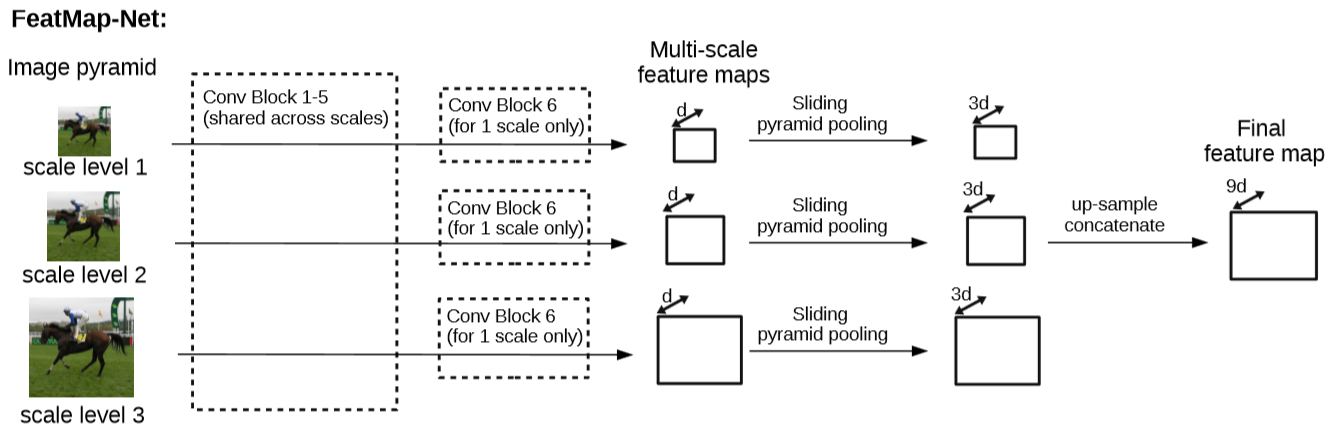 FeatMap-Net:
Image pyramid
scale level 1
scale level 2
scale level 3
Conv Block 1-5
(shared across scales)
Conv Block 6
(for 1 scale only)
Conv Block 6
(for 1 scale only)
Conv Block 6
(for 1 scale only)
Multi-scale
feature maps
d
d
d
Sliding
pyramid pooling
Sliding
pyramid pooling
Sliding
pyramid pooling
3d
3d
3d
up-sample
concatenate
Final
feature map
9d